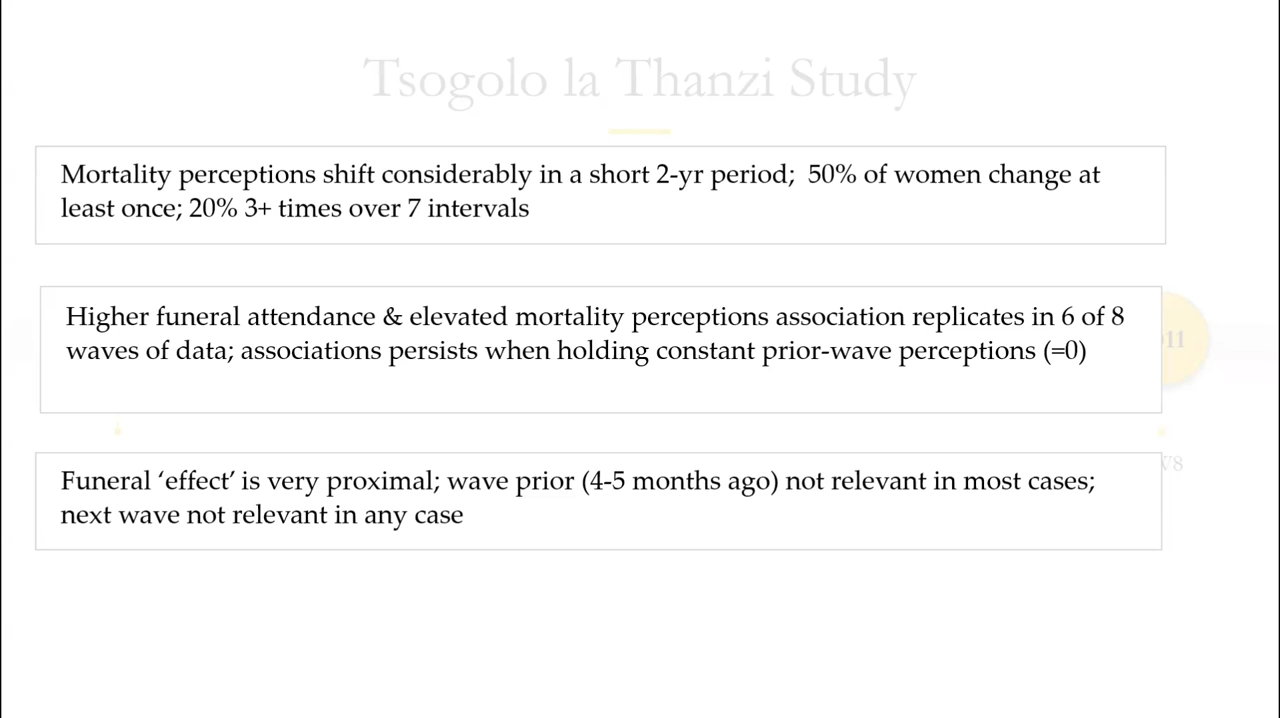 Tsogolo la Thanzi Study
Mortality perceptions shift considerably in a short 2-yr period; 50% of women change at
least once; 20% 3+ times over 7 intervals
Higher funeral attendance & elevated mortality perceptions association replicates in 6 of 8
waves of data; associations persists when holding constant prior-wave perceptions (=0)
11
Funeral ‘effect’ is very proximal; wave prior (4-5 months ago) not relevant in most cases;
next wave not relevant in any case